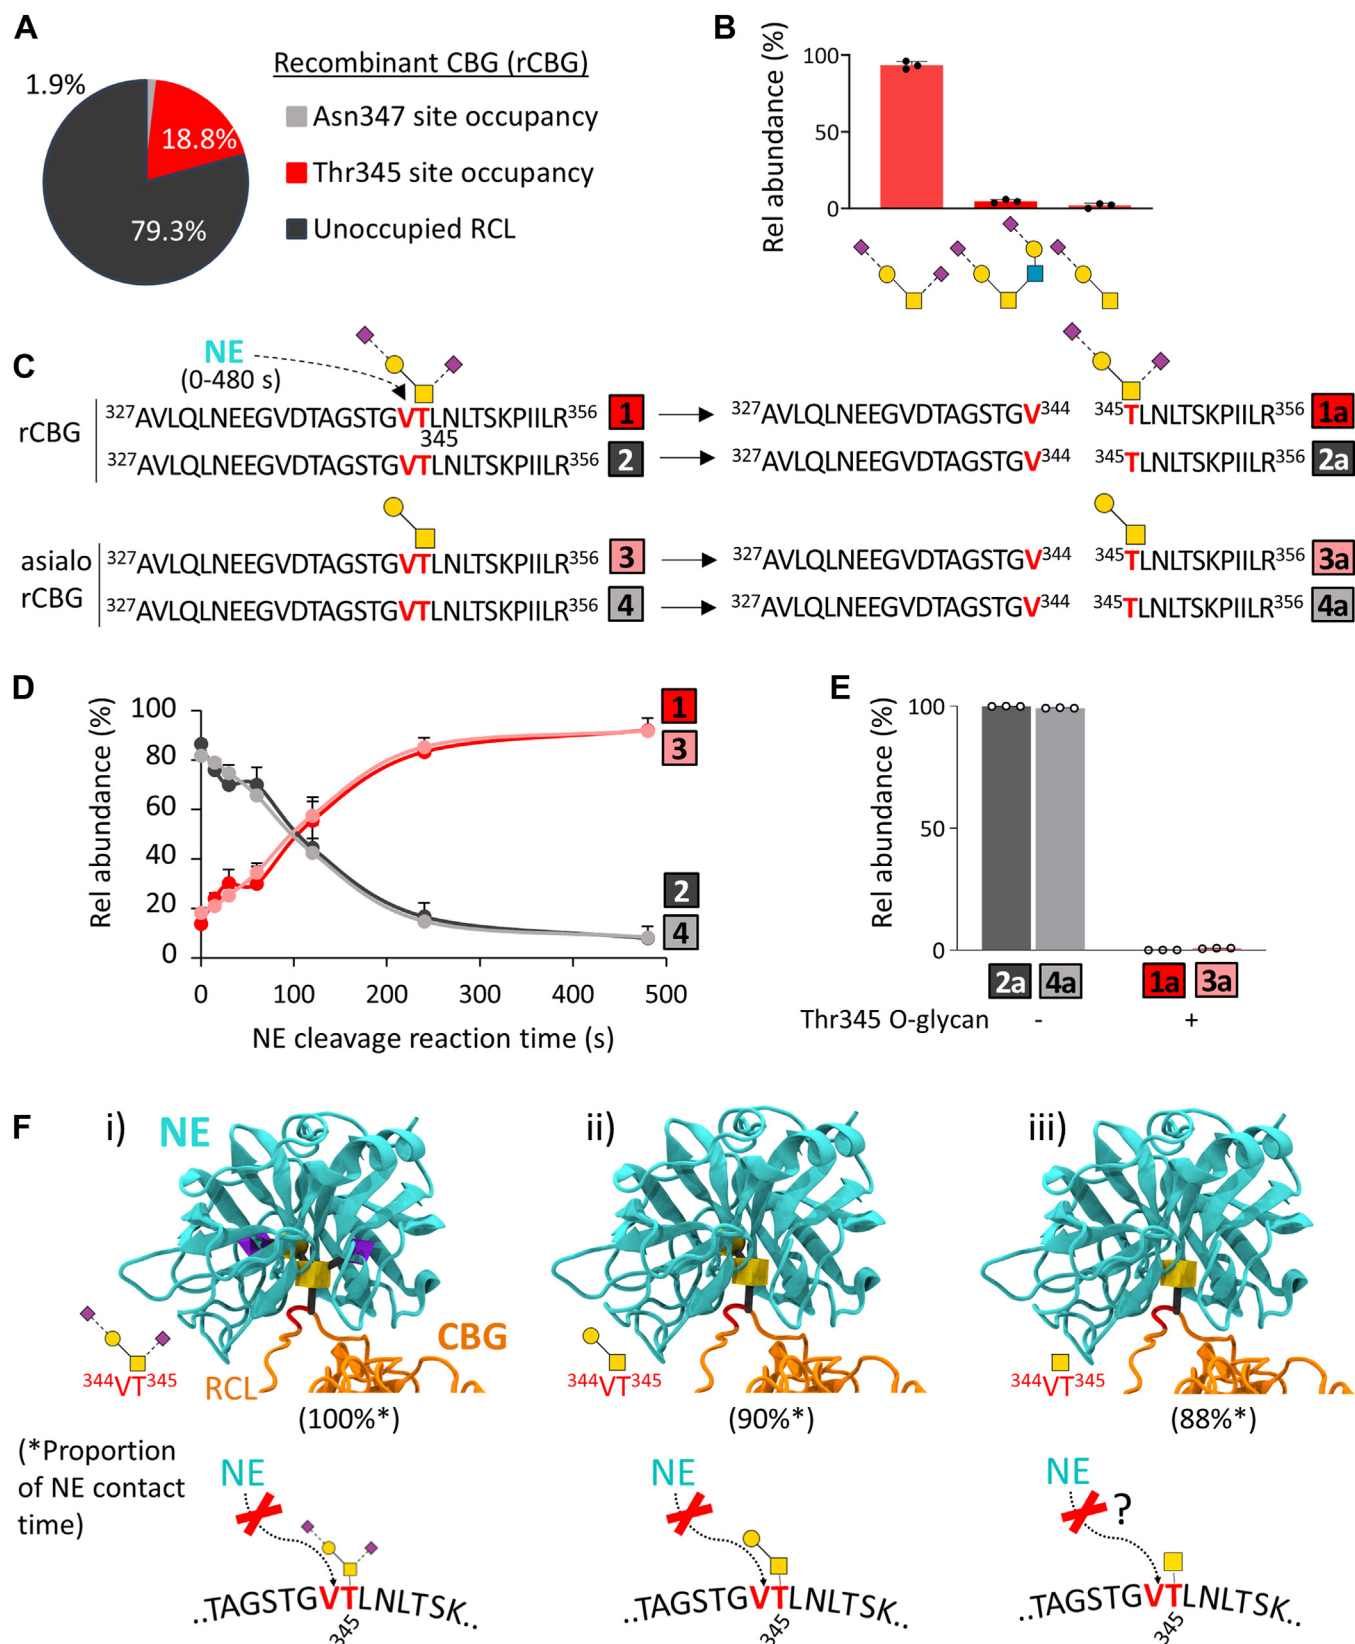 A
1.9%
18.8%
79.3%
Recombinant CBG (rCBG)
Asn347 site occupancy
Thr345 site occupancy
Unoccupied RCL
B
Rel abundance (%)
100
50
0
C
NE
(0-480 s)
rCBG
327AVLQLNEEGVDTAGSTGVTLNLTSKPIILR356 1
327AVLQLNEEGVDTAGSTGV344 345TLNLTSKPIILR356 1a
345
327AVLQLNEEGVDTAGSTGVTLNLTSKPIILR356 2
327AVLQLNEEGVDTAGSTGV344 345TLNLTSKPIILR356 2a
asialo
rCBG
327AVLQLNEEGVDTAGSTGVTLNLTSKPIILR356 3
327AVLQLNEEGVDTAGSTGV344 345TLNLTSKPIILR356 3a
327AVLQLNEEGVDTAGSTGVTLNLTSKPIILR356 4
327AVLQLNEEGVDTAGSTGV344 345TLNLTSKPIILR356 4a
D
Rel abundance (%)
100
80
60
40
20
0
0 100 200 300 400 500
NE cleavage reaction time (s)
1
3
2
4
E
Rel abundance (%)
100
50
0
2a 4a 1a 3a
Thr345 O-glycan - +
F
i)
NE
CBG
RCL
344VT345
(100%*)
ii)
344VT345
(90%*)
iii)
344VT345
(88%*)
(*Proportion
of NE contact
time)
NE
..TAGSTGVTLNLTSK..
345
NE
..TAGSTGVTLNLTSK..
345
NE
?
..TAGSTGVTLNLTSK..
345